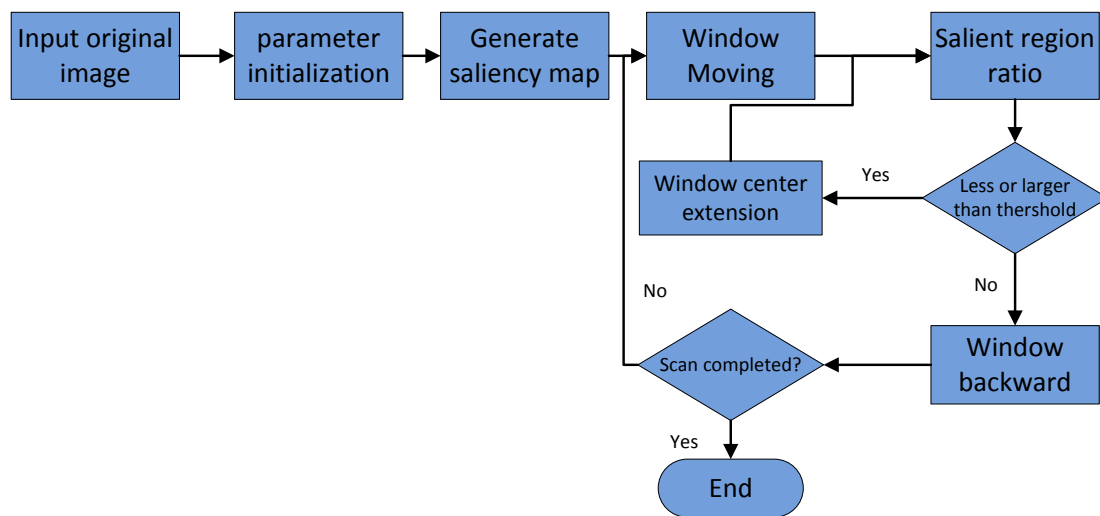 Input original
image
parameter
initialization
Generate
saliency map
Window
Moving
Salient region
ratio
Window center
extension
Yes
Less or larger
than thershold
No
No
Scan completed?
Window
backward
Yes
End